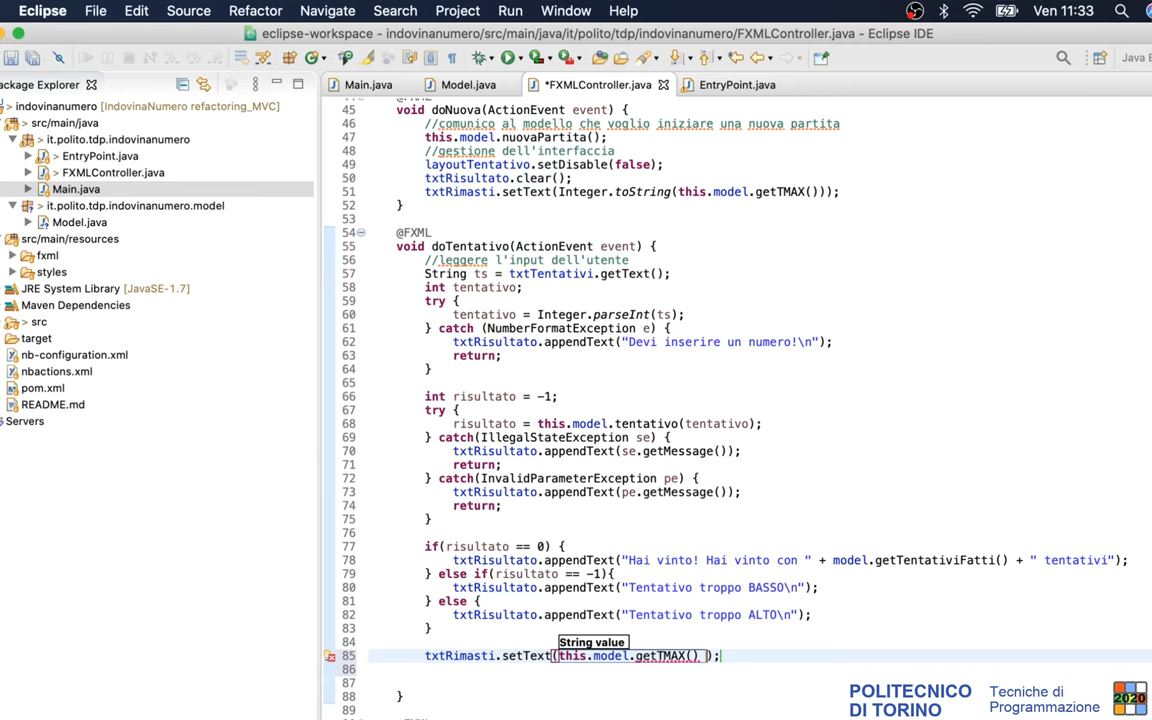 Eclipse File Edit Source Refactor Navigate Search Project Run Window Help Ven 11:33
eclipse-workspace - indovinanumero/src/main/java/it/polito/tdp/indovinanumero/FXMLController.java - Eclipse IDE
Java
Package Explorer
Main.java Model.java *FXMLController.java EntryPoint.java
> indovinanumero [IndovinaNumero refactoring_MVC]
> src/main/java
> it.polito.tdp.indovinanumero
> EntryPoint.java
> FXMLController.java
Main.java
it.polito.tdp.indovinanumero.model
Model.java
src/main/resources
fxml
styles
JRE System Library [JavaSE-1.7]
Maven Dependencies
> src
target
nb-configuration.xml
nbactions.xml
pom.xml
README.md
Servers
45 void doNuova(ActionEvent event) {
46 //comunico al modello che voglio iniziare una nuova partita
47 this.model.nuovaPartita();
48 //gestione dell'interfaccia
49 layoutTentativo.setDisable(false);
50 txtRisultato.clear();
51 txtRimasti.setText(Integer.toString(this.model.getTMAX()));
52 }
53
54 @FXML
55 void doTentativo(ActionEvent event) {
56 //leggere l'input dell'utente
57 String ts = txtTentativi.getText();
58 int tentativo;
59 try {
60 tentativo = Integer.parseInt(ts);
61 } catch (NumberFormatException e) {
62 txtRisultato.appendText("Devi inserire un numero!\n");
63 return;
64 }
65
66 int risultato = -1;
67 try {
68 risultato = this.model.tentativo(tentativo);
69 } catch(IllegalStateException se) {
70 txtRisultato.appendText(se.getMessage());
71 return;
72 } catch(InvalidParameterException pe) {
73 txtRisultato.appendText(pe.getMessage());
74 return;
75 }
76
77 if(risultato == 0) {
78 txtRisultato.appendText("Hai vinto! Hai vinto con " + model.getTentativiFatti() + " tentativi");
79 } else if(risultato == -1){
80 txtRisultato.appendText("Tentativo troppo BASSO\n");
81 } else {
82 txtRisultato.appendText("Tentativo troppo ALTO\n");
83 }
84
String value
85 txtRimasti.setText(this.model.getTMAX() );
86
87
88 }
POLITECNICO
DI TORINO
Tecniche di
Programmazione
2020